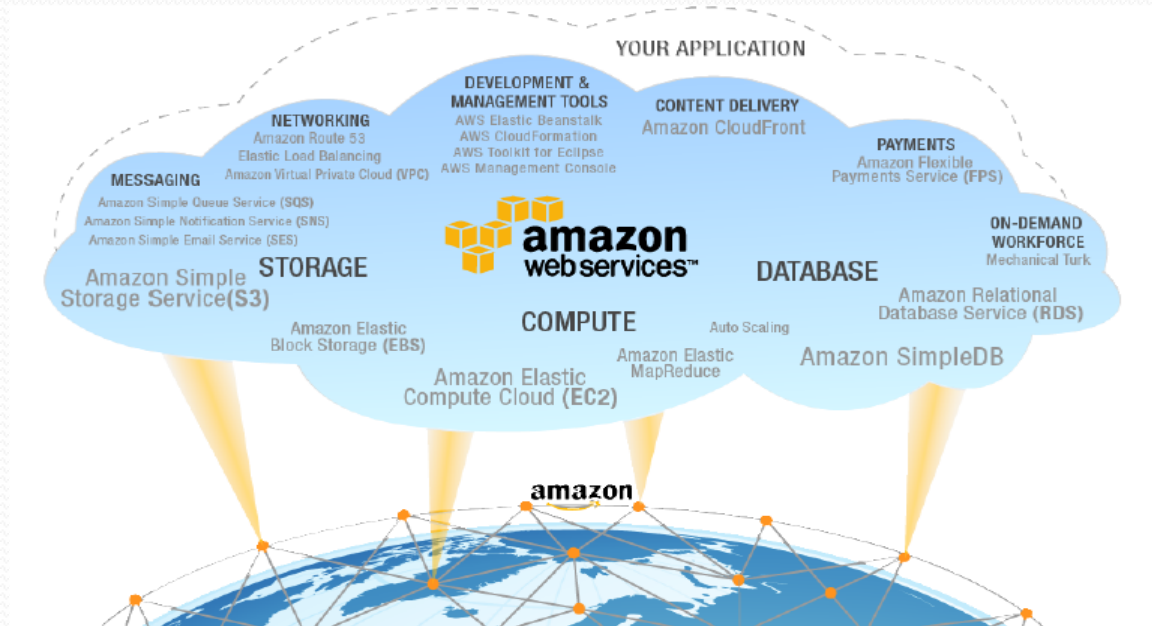 YOUR APPLICATION
DEVELOPMENT &
MANAGEMENT TOOLS
AWS Elastic Beanstalk
AWS CloudFormation
AWS Toolkit for Eclipse
AWS Management Console
CONTENT DELIVERY
Amazon CloudFront
NETWORKING
Amazon Route 53
Elastic Load Balancing
Amazon Virtual Private Cloud (VPC)
PAYMENTS
Amazon Flexible
Payments Service (FPS)
MESSAGING
Amazon Simple Queue Service (SQS)
Amazon Simple Notification Service (SNS)
Amazon Simple Email Service (SES)
amazon
webservices™
ON-DEMAND
WORKFORCE
Mechanical Turk
STORAGE
Amazon Simple
Storage Service(S3)
Amazon Elastic
Block Storage (EBS)
COMPUTE
Auto Scaling
Amazon Elastic
MapReduce
Amazon Elastic
Compute Cloud (EC2)
DATABASE
Amazon Relational
Database Service (RDS)
Amazon SimpleDB
amazon